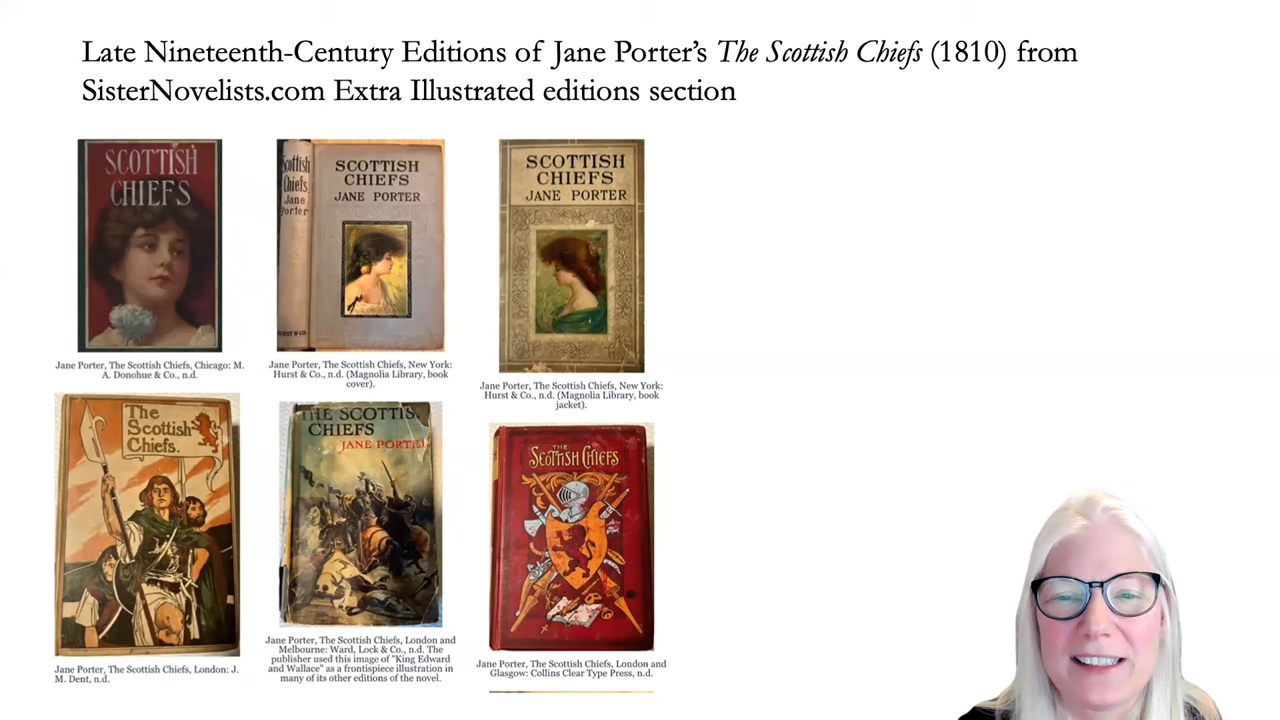 Late Nineteenth-Century Editions of Jane Porter’s The Scottish Chiefs (1810) from
SisterNovelists.com Extra Illustrated editions section
SCOTTISH
CHIEFS
Scottish
Chiefs
Jane
Porter
HURST & CO.
SCOTTISH
CHIEFS
JANE PORTER
SCOTTISH
CHIEFS
JANE PORTER
Jane Porter, The Scottish Chiefs, Chicago: M.
A. Donohue & Co., n.d.
Jane Porter, The Scottish Chiefs, New York:
Hurst & Co., n.d. (Magnolia Library, book
cover).
Jane Porter, The Scottish Chiefs, New York:
Hurst & Co., n.d. (Magnolia Library, book
jacket).
The
Scottish
Chiefs.
THE SCOTTIS
CHIEFS
JANE PORTE
THE
SCOTTISH CHIEFS
Jane Porter, The Scottish Chiefs, London: J.
M. Dent, n.d.
Jane Porter, The Scottish Chiefs, London and
Melbourne: Ward, Lock & Co., n.d. The
publisher used this image of "King Edward
and Wallace" as a frontispiece illustration in
many of its other editions of the novel.
Jane Porter, The Scottish Chiefs, London and
Glasgow: Collins Clear Type Press, n.d.